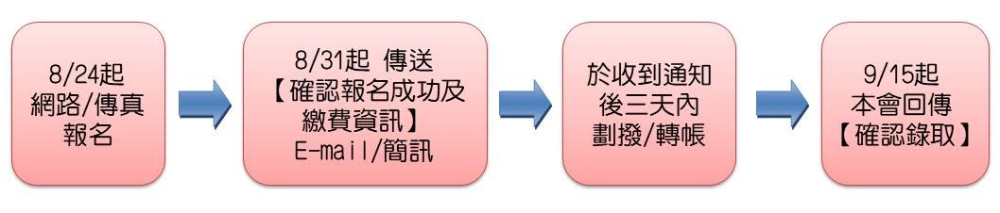 8/24起
網路/傳真
報名
8/31起 傳送
【確認報名成功及
繳費資訊】
E-mail/簡訊
於收到通知
後三天內
劃撥/轉帳
9/15起
本會回傳
【確認錄取】